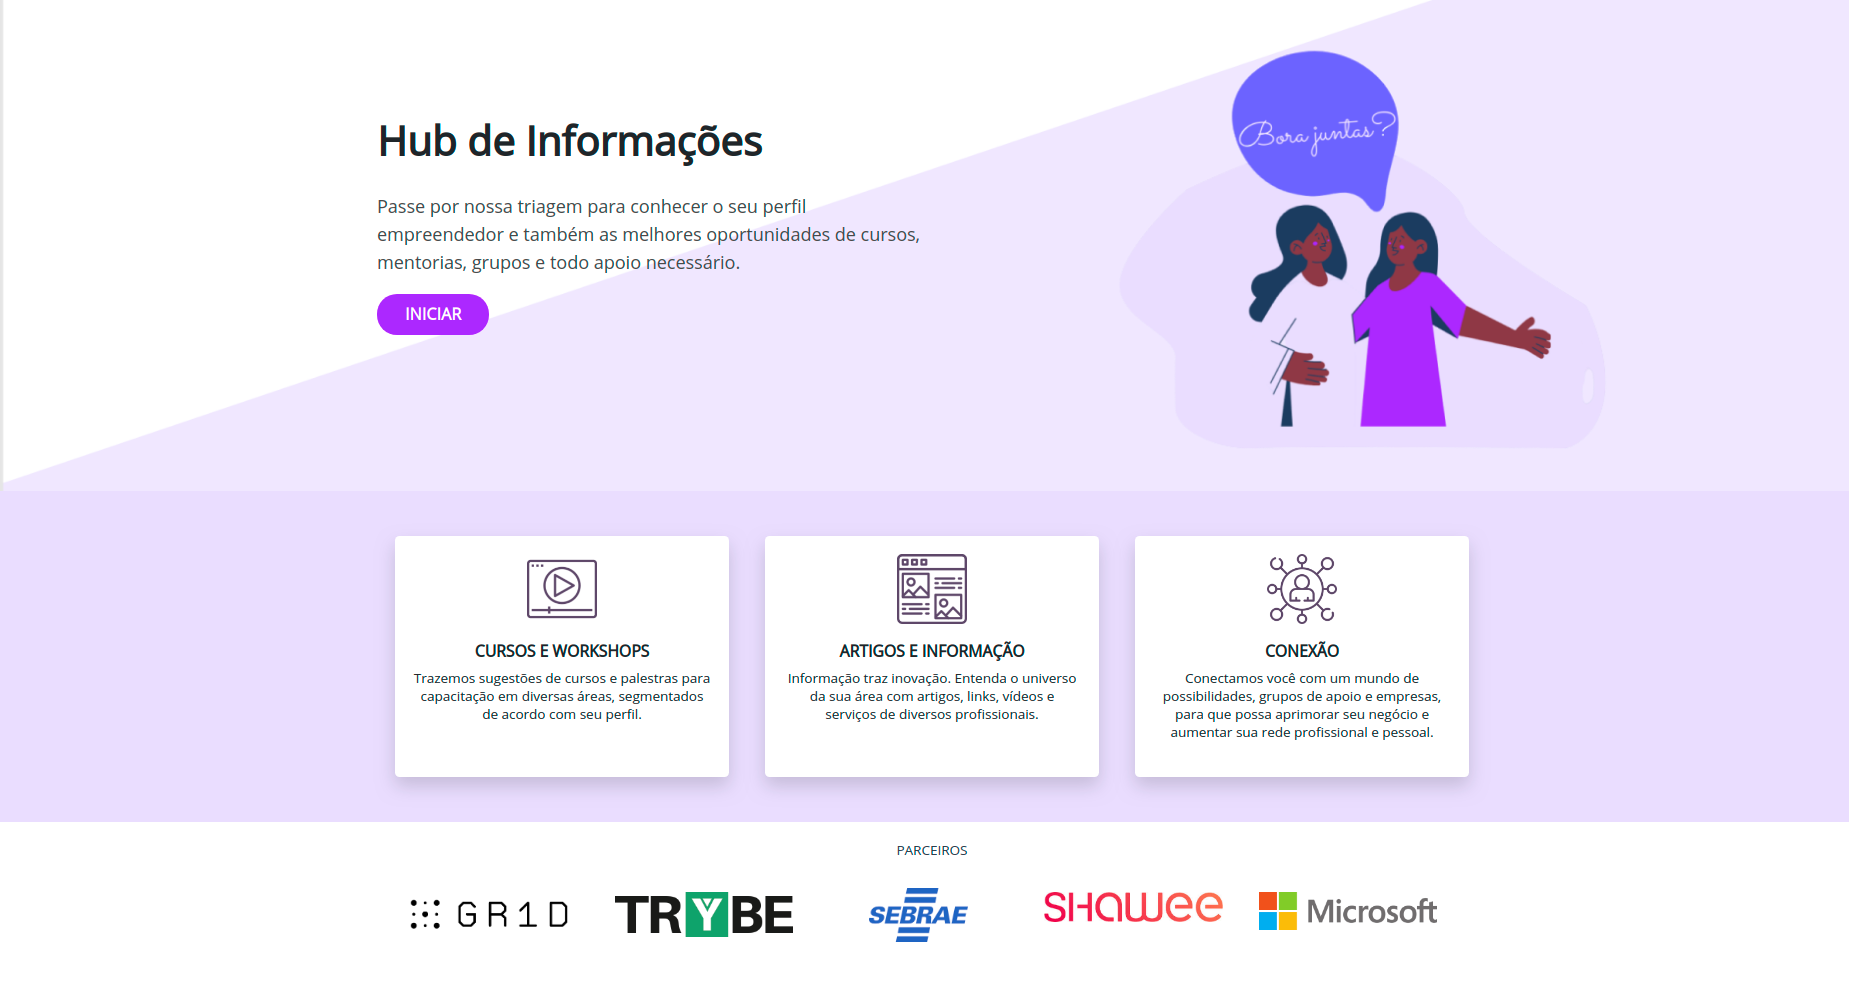 Bora juntas?
Hub de Informações
Passe por nossa triagem para conhecer o seu perfil
empreendedor e também as melhores oportunidades de cursos,
mentorias, grupos e todo apoio necessário.
INICIAR
CURSOS E WORKSHOPS
Trazemos sugestões de cursos e palestras para
capacitação em diversas áreas, segmentados
de acordo com seu perfil.
ARTIGOS E INFORMAÇÃO
Informação traz inovação. Entenda o universo
da sua área com artigos, links, vídeos e
serviços de diversos profissionais.
CONEXÃO
Conectamos você com um mundo de
possibilidades, grupos de apoio e empresas,
para que possa aprimorar seu negócio e
aumentar sua rede profissional e pessoal.
PARCEIROS
GR1D
TRYBE
SEBRAE
SHAWEE
Microsoft